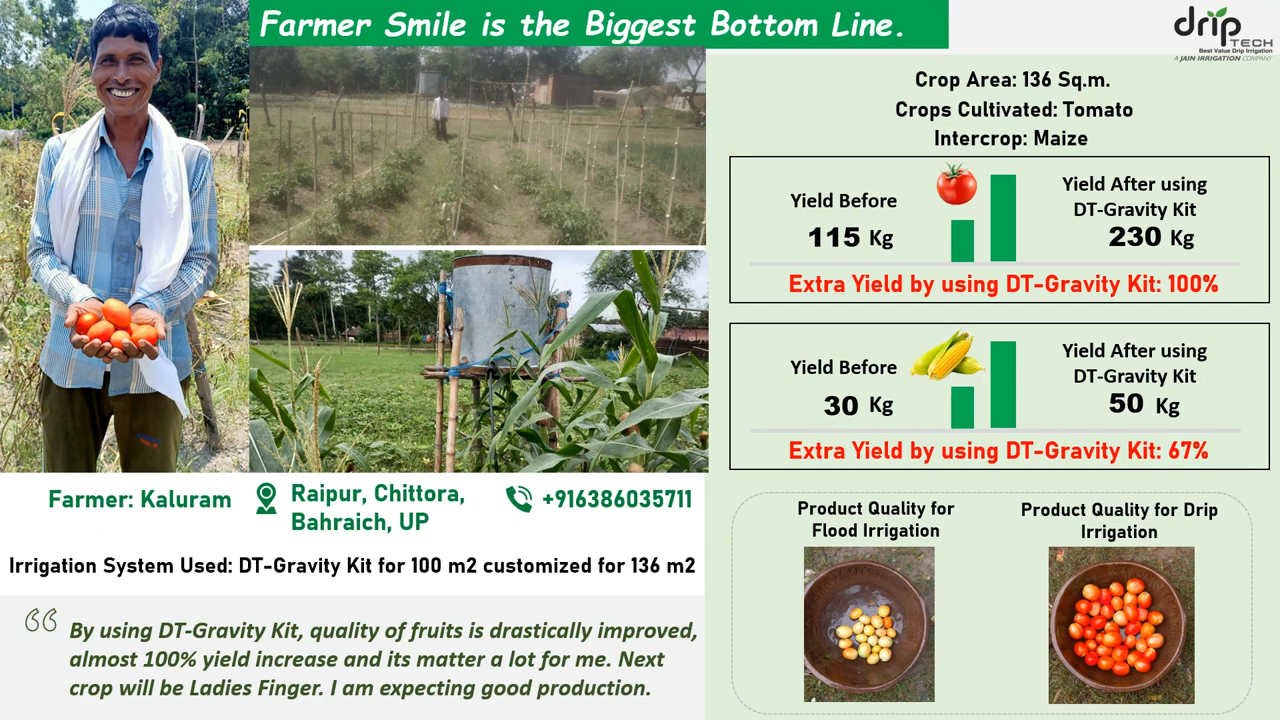 Farmer Smile is the Biggest Bottom Line.
drip
TECH
Best Value Drip Irrigation
A JAIN IRRIGATION COMPANY
Crop Area: 136 Sq.m.
Crops Cultivated: Tomato
Intercrop: Maize
Yield Before
115 Kg
Yield After using
DT-Gravity Kit
230 Kg
Extra Yield by using DT-Gravity Kit: 100%
Yield Before
30 Kg
Yield After using
DT-Gravity Kit
50 Kg
Extra Yield by using DT-Gravity Kit: 67%
Product Quality for
Flood Irrigation
Product Quality for Drip
Irrigation
Farmer: Kaluram
Raipur, Chittora,
Bahraich, UP
+916386035711
Irrigation System Used: DT-Gravity Kit for 100 m2 customized for 136 m2
“ By using DT-Gravity Kit, quality of fruits is drastically improved,
almost 100% yield increase and its matter a lot for me. Next
crop will be Ladies Finger. I am expecting good production.